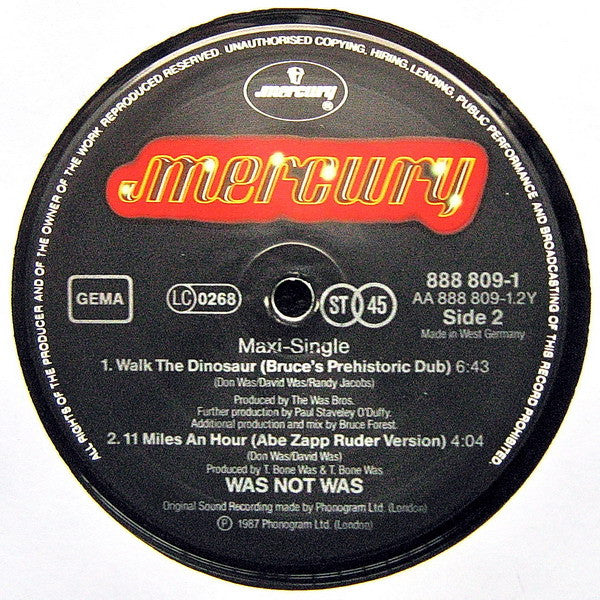 ALL RIGHTS OF THE PRODUCER AND OF THE OWNER OF THE WORK REPRODUCED RESERVED. UNAUTHORISED COPYING, HIRING, LENDING, PUBLIC PERFORMANCE AND BROADCASTING OF THIS RECORD PROHIBITED.
mercury
®
mercury
GEMA
LC 0268
ST 45
888 809-1
AA 888 809-1.2Y
Side 2
Made in West Germany
Maxi-Single
1. Walk The Dinosaur (Bruce's Prehistoric Dub) 6:43
(Don Was/David Was/Randy Jacobs)
Produced by The Was Bros.
Further production by Paul Staveley O'Duffy.
Additional production and mix by Bruce Forest.
2. 11 Miles An Hour (Abe Zapp Ruder Version) 4:04
(Don Was/David Was)
Produced by T. Bone Was & T. Bone Was
WAS NOT WAS
Original Sound Recording made by Phonogram Ltd. (London)
Ⓟ 1987 Phonogram Ltd. (London)